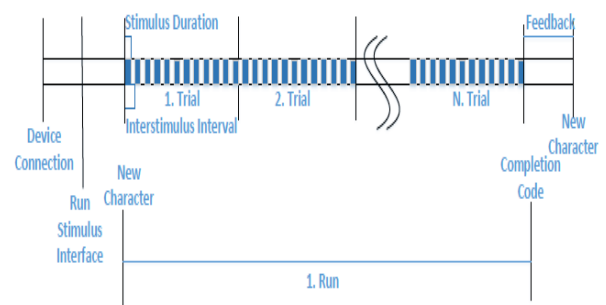 Stimulus Duration
Feedback
1. Trial
2. Trial
N. Trial
Interstimulus Interval
Device
Connection
Run
Stimulus
Interface
New
Character
Completion
Code
New
Character
1. Run